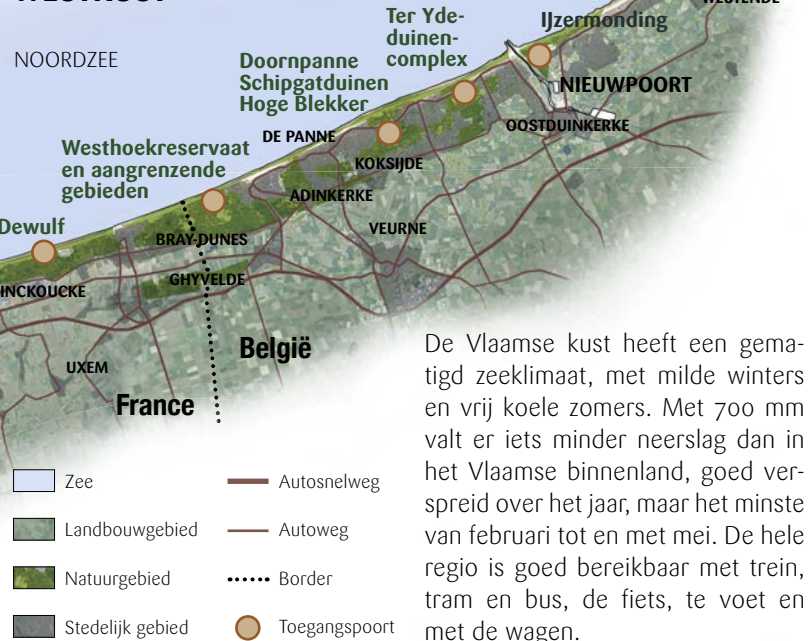 NOORDZEE
WESTENDE
Ter Yde-
duinen-
complex
IJzermonding
Doornpanne
Schipgatduinen
Hoge Blekker
NIEUWPOORT
OOSTDUINKERKE
DE PANNE
KOKSIJDE
Westhoekreservaat
en aangrenzende
gebieden
ADINKERKE
Dewulf
BRAY-DUNES
VEURNE
GHYVELDE
INCKOUCKE
UXEM
België
France
De Vlaamse kust heeft een gema-
tigd zeeklimaat, met milde winters
en vrij koele zomers. Met 700 mm
valt er iets minder neerslag dan in
het Vlaamse binnenland, goed ver-
spreid over het jaar, maar het minste
van februari tot en met mei. De hele
regio is goed bereikbaar met trein,
tram en bus, de fiets, te voet en
met de wagen.
Zee
Landbouwgebied
Natuurgebied
Stedelijk gebied
Autosnelweg
Autoweg
Border
Toegangspoort